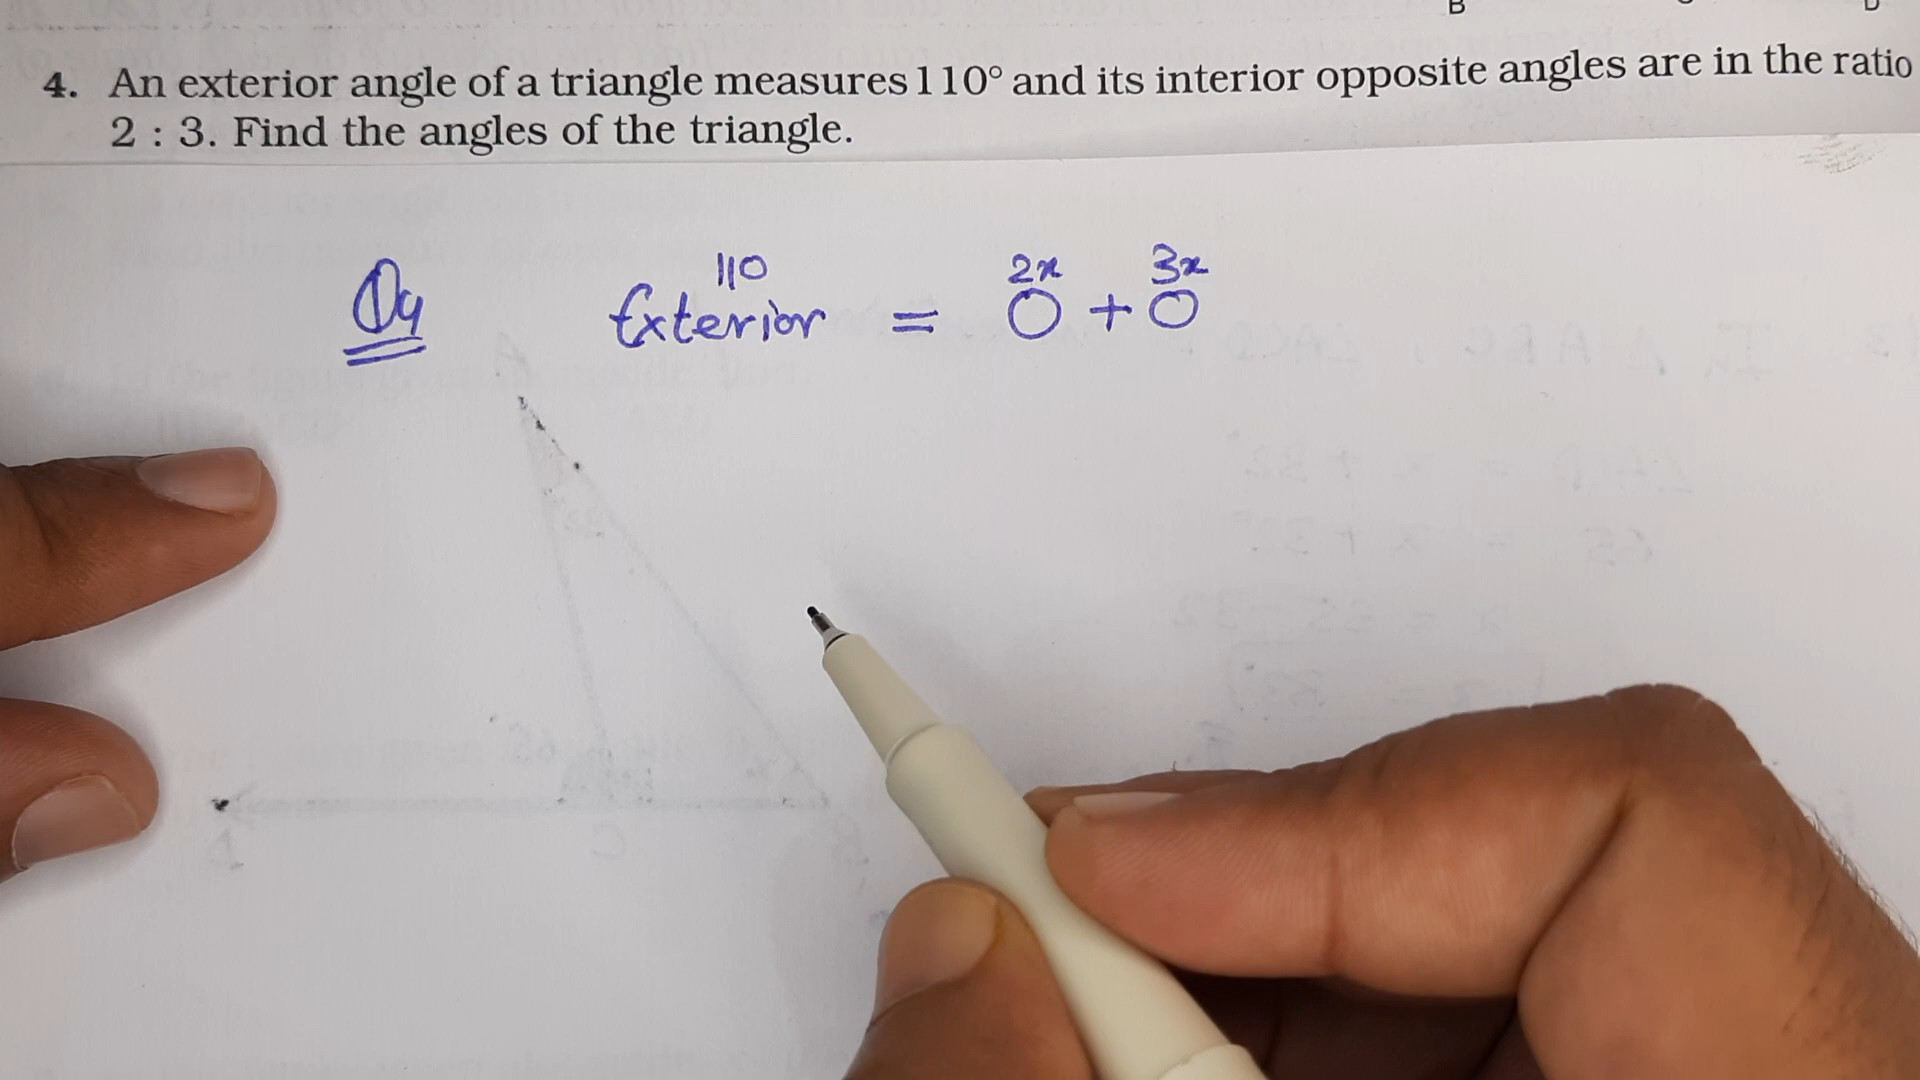 B
4. An exterior angle of a triangle measures 110° and its interior opposite angles are in the ratio
2 : 3. Find the angles of the triangle.
110 2x 3x
Q4 Exterior = O + O